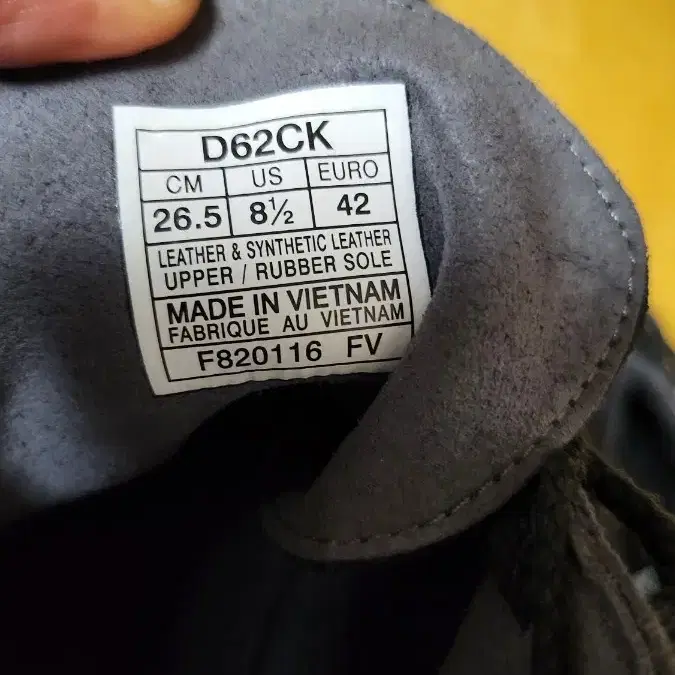 D62CK
CM US EURO
26.5 8½ 42
LEATHER & SYNTHETIC LEATHER
UPPER / RUBBER SOLE
MADE IN VIETNAM
FABRIQUE AU VIETNAM
F820116 FV